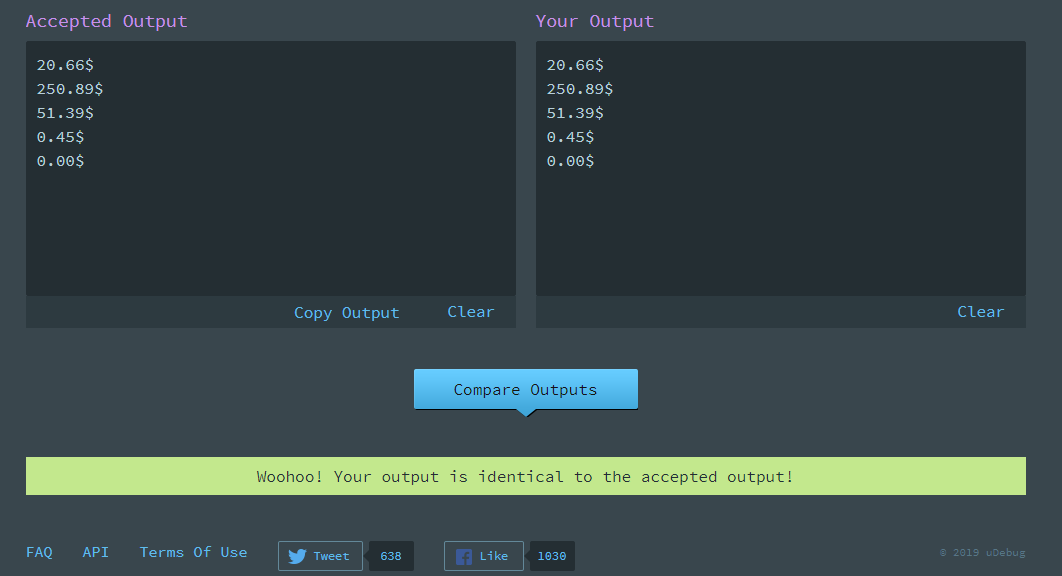 Accepted Output
20.66$
250.89$
51.39$
0.45$
0.00$
Copy Output Clear
Your Output
20.66$
250.89$
51.39$
0.45$
0.00$
Clear
Compare Outputs
Woohoo! Your output is identical to the accepted output!
FAQ API Terms Of Use Tweet 638 Like 1030 © 2019 uDebug